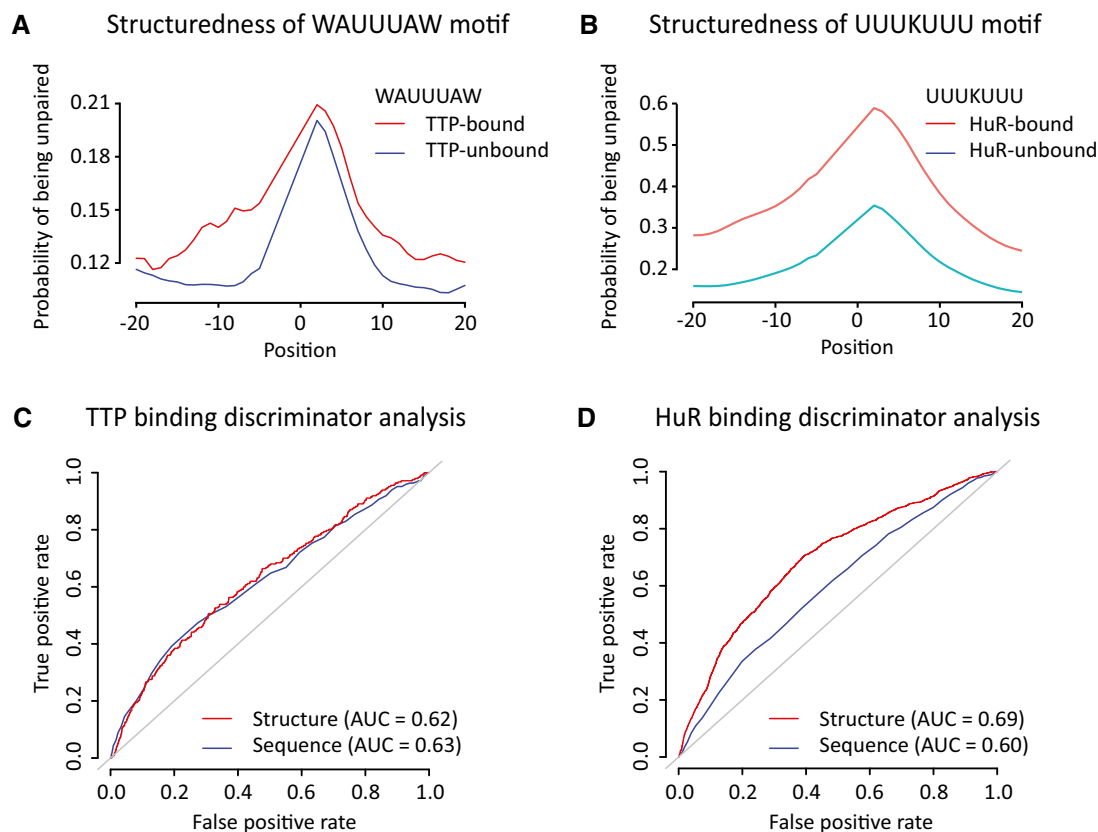 A Structuredness of WAUUUAW motif
Probability of being unpaired
0.21
0.18
0.15
0.12
WAUUUAW
TTP-bound
TTP-unbound
-20 -10 0 10 20
Position
B Structuredness of UUUKUUU motif
Probability of being unpaired
0.6
0.5
0.4
0.3
0.2
UUUKUUU
HuR-bound
HuR-unbound
-20 -10 0 10 20
Position
C TTP binding discriminator analysis
True positive rate
1.0
0.8
0.6
0.4
0.2
0.0
Structure (AUC = 0.62)
Sequence (AUC = 0.63)
0.0 0.2 0.4 0.6 0.8 1.0
False positive rate
D HuR binding discriminator analysis
True positive rate
1.0
0.8
0.6
0.4
0.2
0.0
Structure (AUC = 0.69)
Sequence (AUC = 0.60)
0.0 0.2 0.4 0.6 0.8 1.0
False positive rate